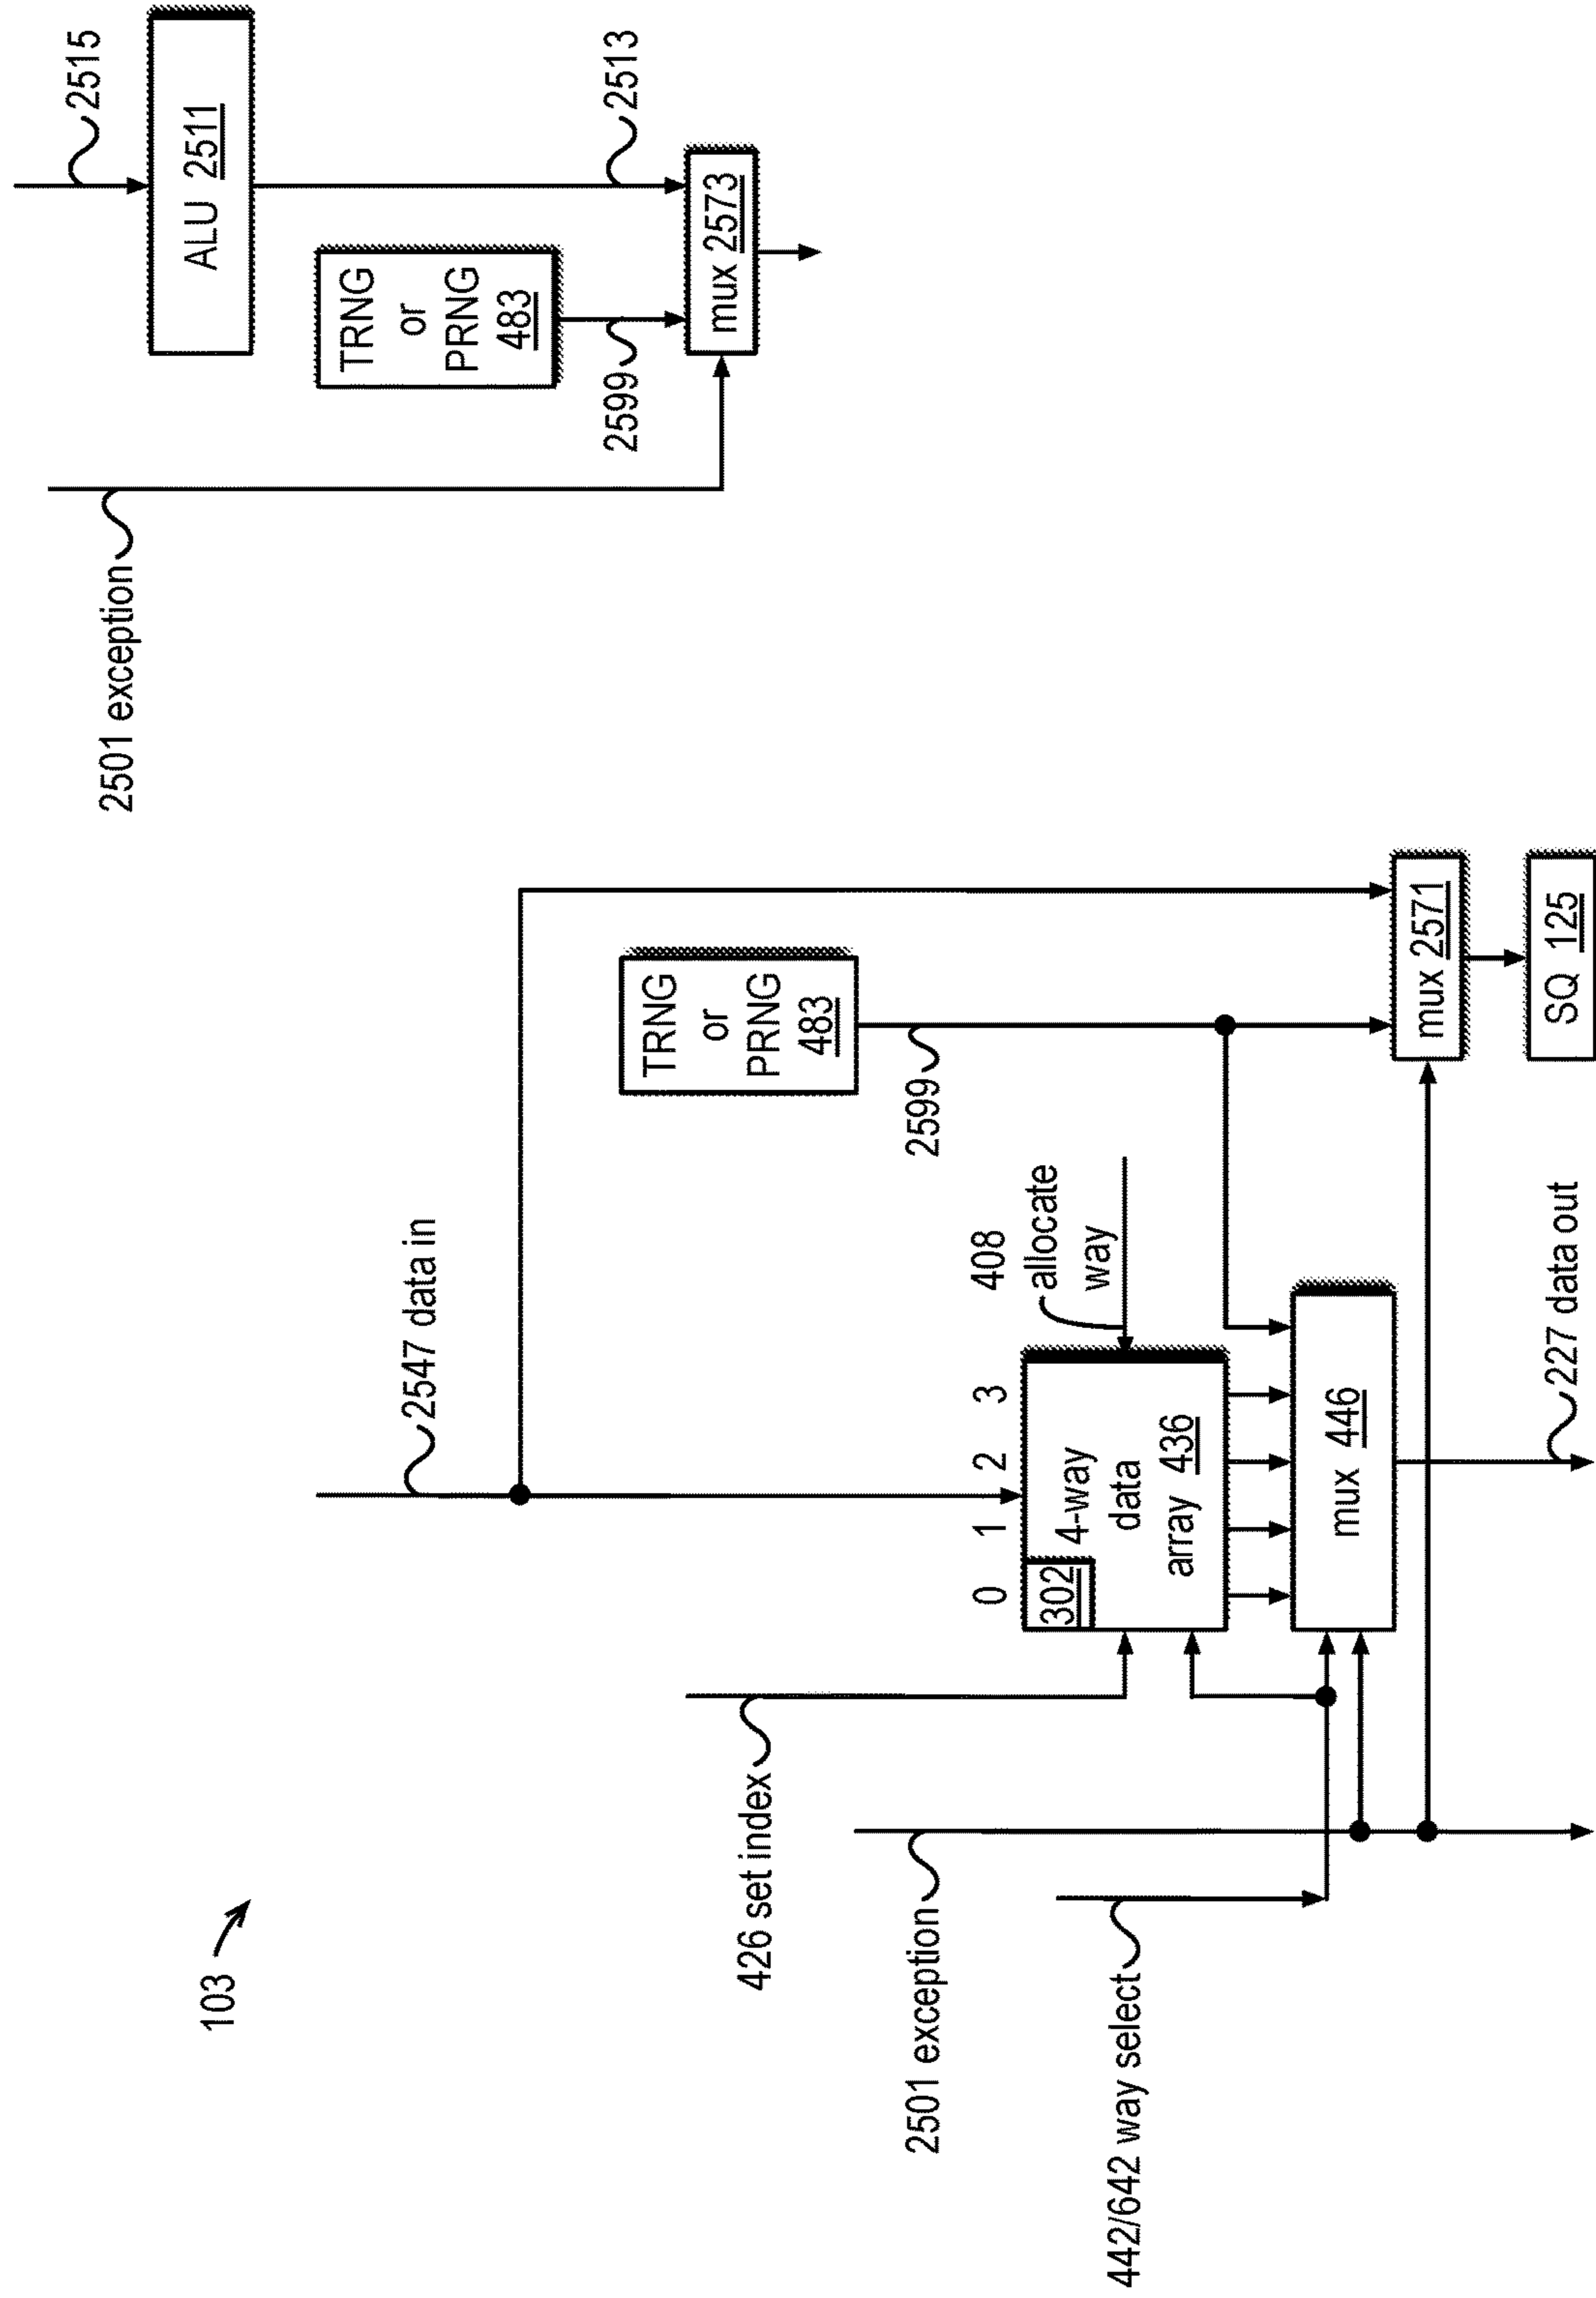 103
2547 data in
426 set index
2501 exception
442/642 way select
0 1 2 3
302
4-way
data
array 436
408
allocate
way
TRNG
or
PRNG
483
2599
mux 446
227 data out
mux 2571
SQ 125
2501 exception
2515
ALU 2511
TRNG
or
PRNG
483
2599
2513
mux 2573